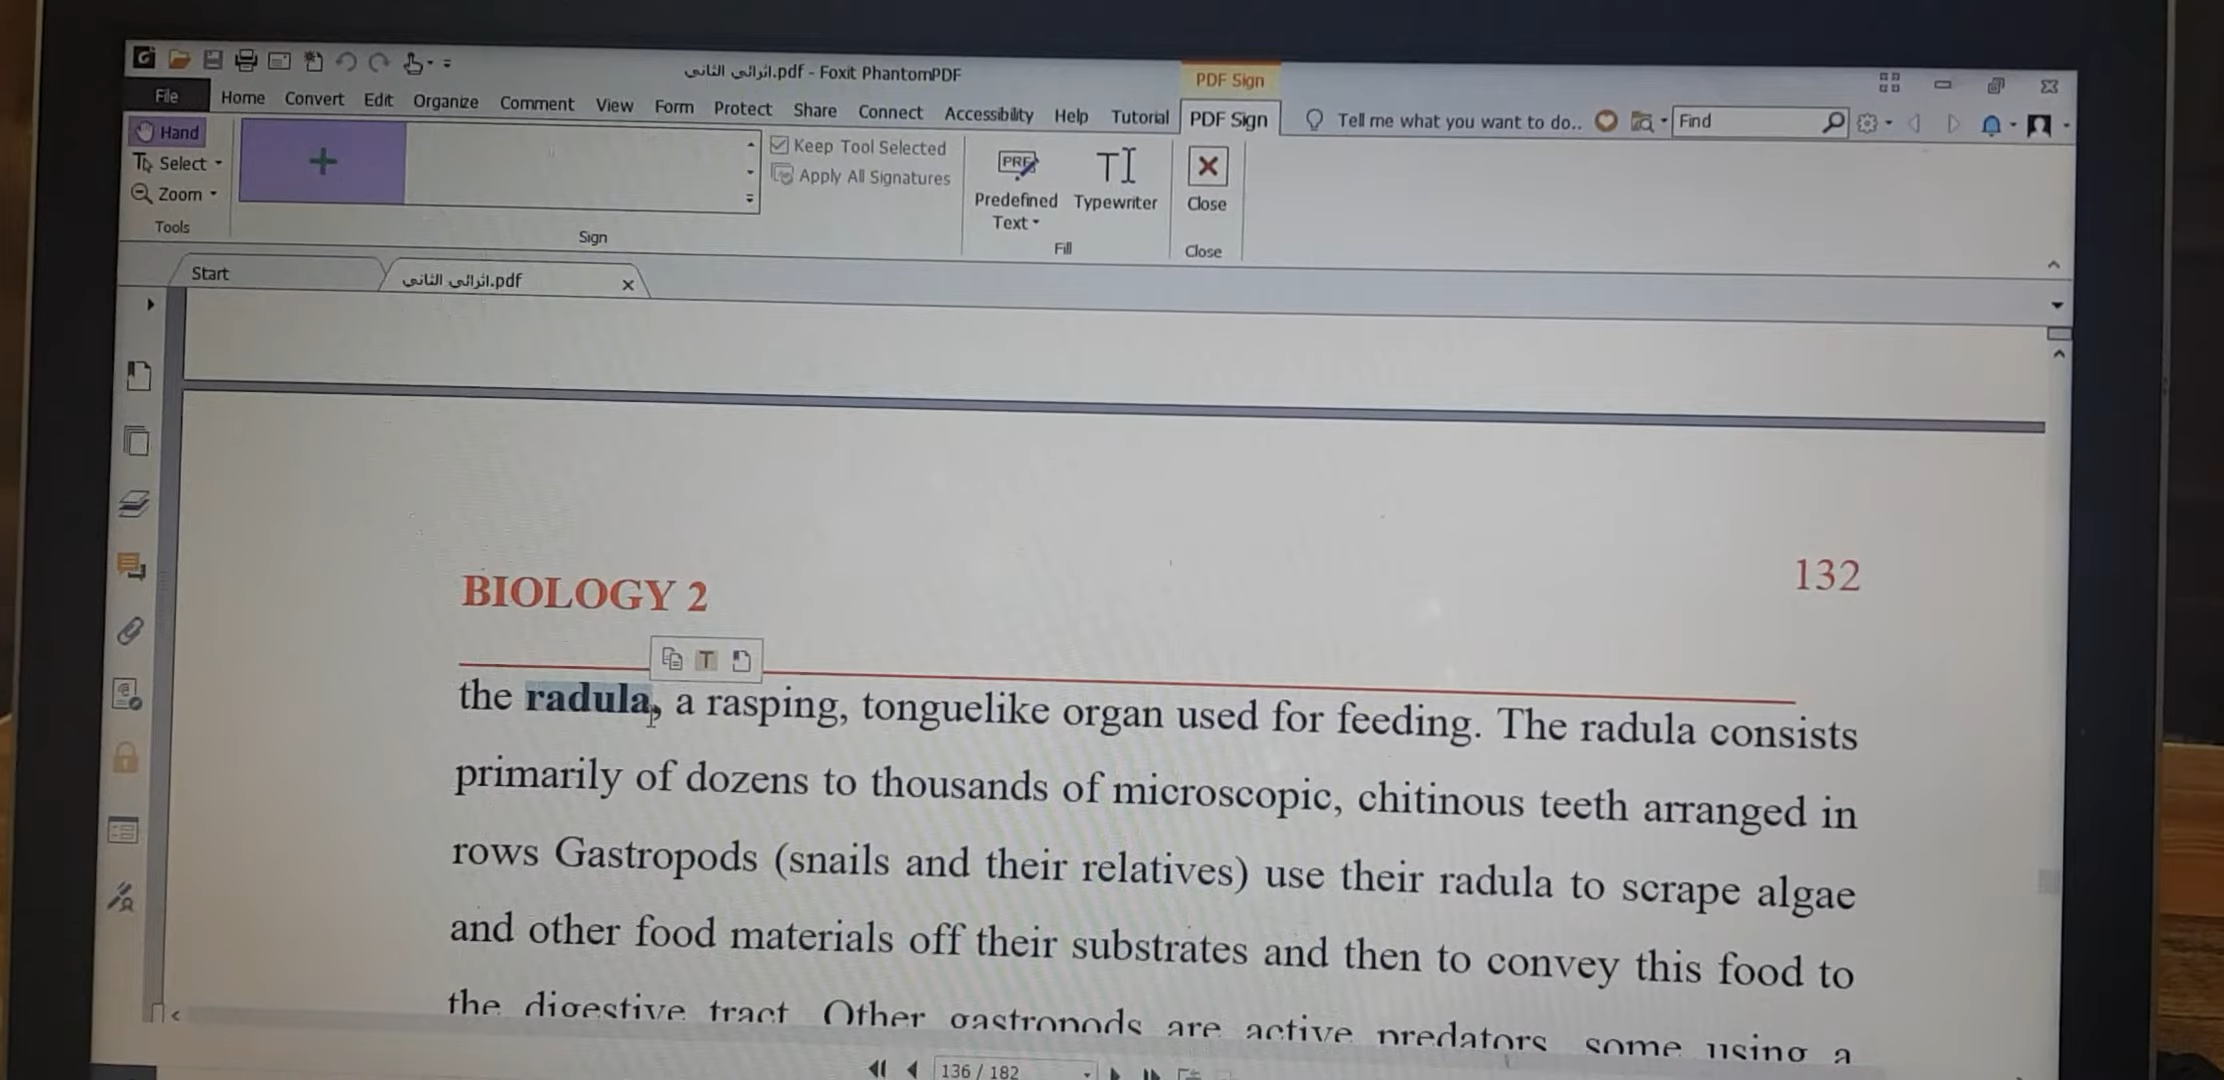 اثرائى الثانى.pdf - Foxit PhantomPDF
PDF Sign
File Home Convert Edit Organize Comment View Form Protect Share Connect Accessibility Help Tutorial PDF Sign Tell me what you want to do.. Find
Hand
Select
Zoom
Tools
Sign
Keep Tool Selected
Apply All Signatures
PRE
Predefined Text
Typewriter
Fill
Close
Close
Start
اثرائى الثانى.pdf
BIOLOGY 2
132
the radula, a rasping, tonguelike organ used for feeding. The radula consists
primarily of dozens to thousands of microscopic, chitinous teeth arranged in
rows Gastropods (snails and their relatives) use their radula to scrape algae
and other food materials off their substrates and then to convey this food to
the digestive tract Other gastropods are active predators some using a
136 / 182